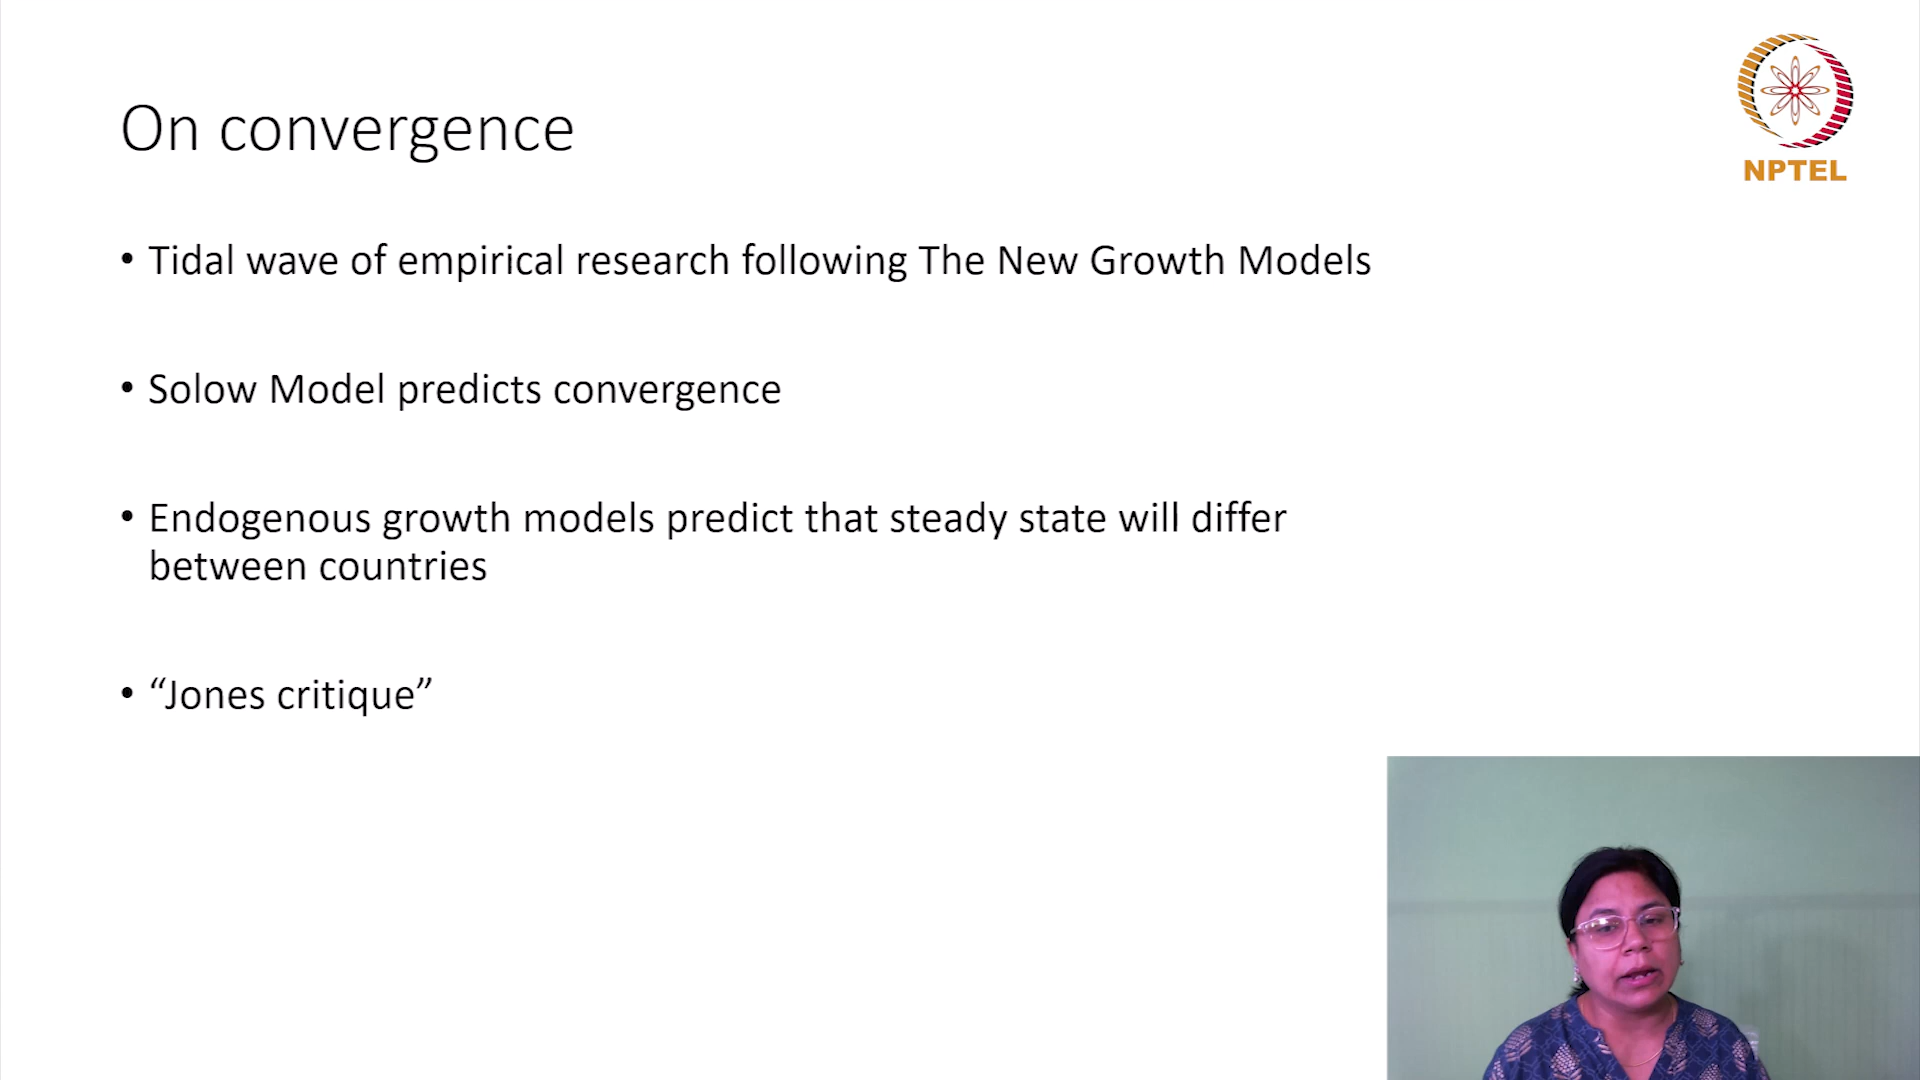 On convergence
NPTEL
• Tidal wave of empirical research following The New Growth Models
• Solow Model predicts convergence
• Endogenous growth models predict that steady state will differ
between countries
• “Jones critique”